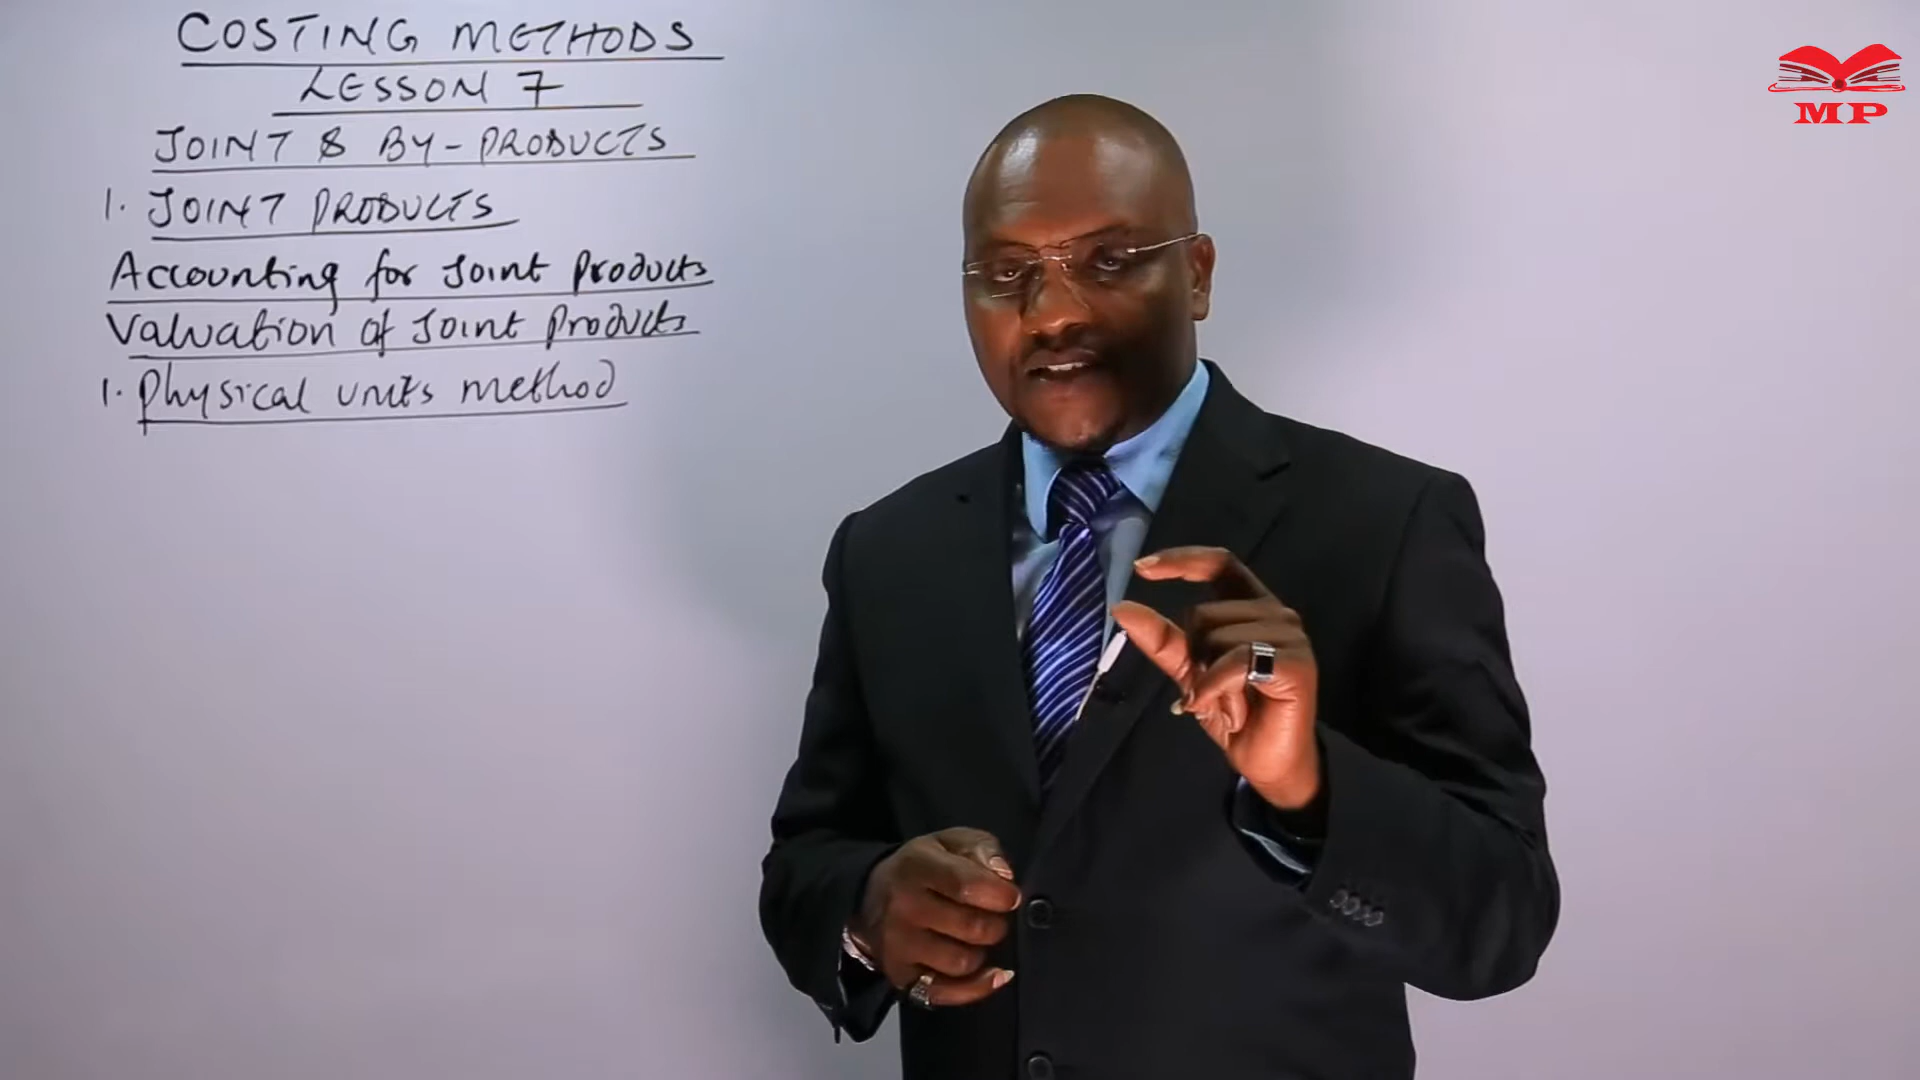 COSTING METHODS
LESSON 7
JOINT & BY-PRODUCTS
1. JOINT PRODUCTS
Accounting for Joint Products
Valuation of Joint Products
1. Physical units method
MP